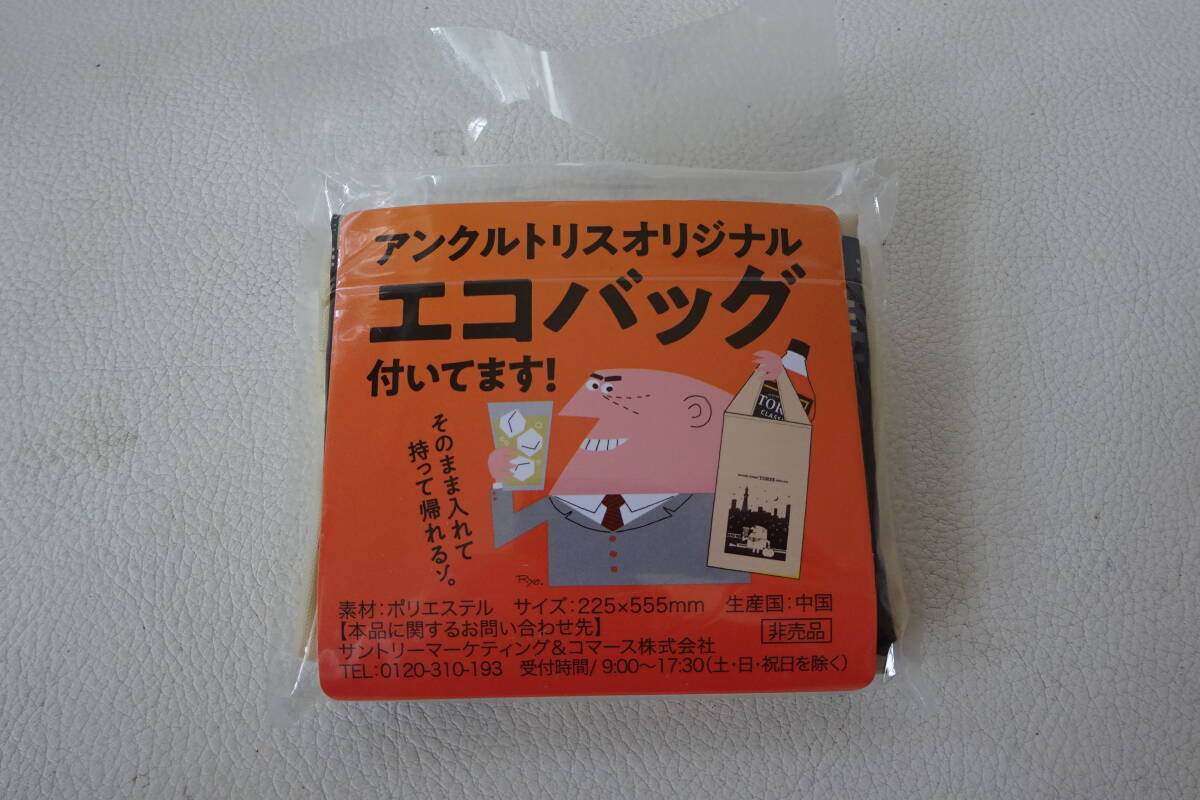 アンクルトリスオリジナル
エコバッグ
付いてます!
そのまま入れて
持って帰れるゾ。
TOR
CLAS
TORIS
Ryo.
素材:ポリエステル サイズ:225×555mm 生産国:中国
【本品に関するお問い合わせ先】 非売品
サントリーマーケティング&コマース株式会社
TEL:0120-310-193 受付時間/9:00〜17:30(土・日・祝日を除く)